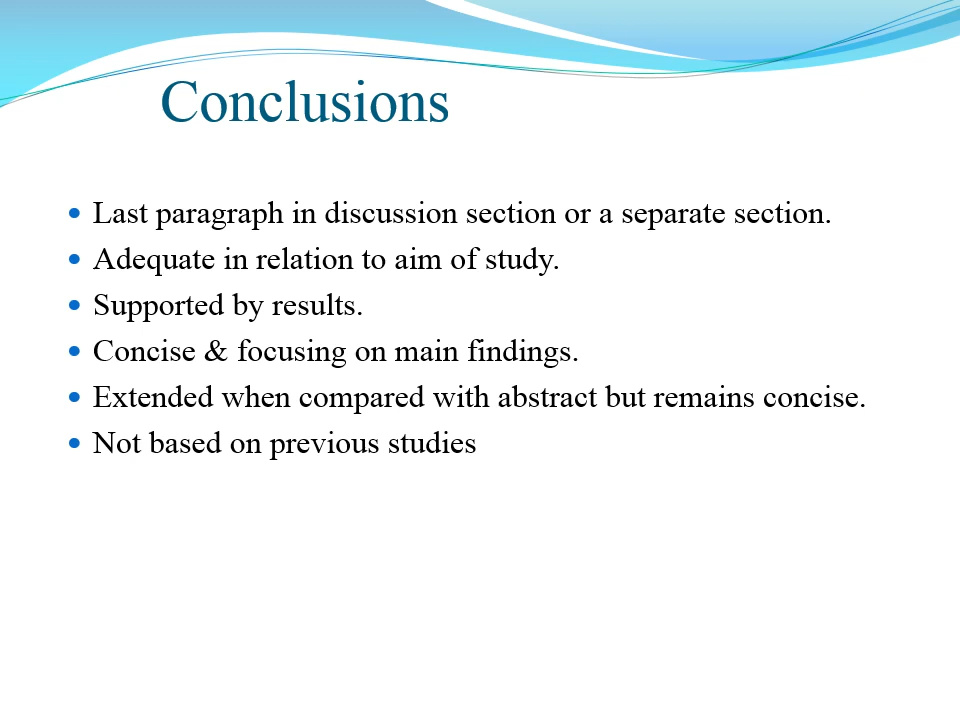 Conclusions
Last paragraph in discussion section or a separate section.
Adequate in relation to aim of study.
Supported by results.
Concise & focusing on main findings.
Extended when compared with abstract but remains concise.
Not based on previous studies